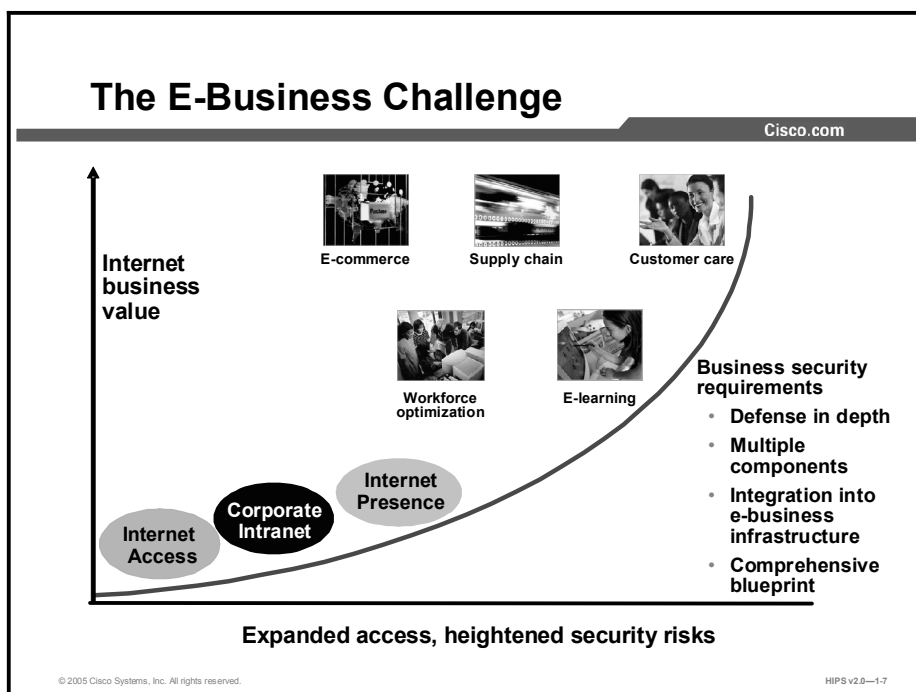 The E-Business Challenge
Cisco.com
Internet
business
value
E-commerce
Supply chain
Customer care
Workforce
optimization
E-learning
Internet
Access
Corporate
Intranet
Internet
Presence
Business security
requirements
• Defense in depth
• Multiple
components
• Integration into
e-business
infrastructure
• Comprehensive
blueprint
Expanded access, heightened security risks
© 2005 Cisco Systems, Inc. All rights reserved.
HIPS v2.0—1-7